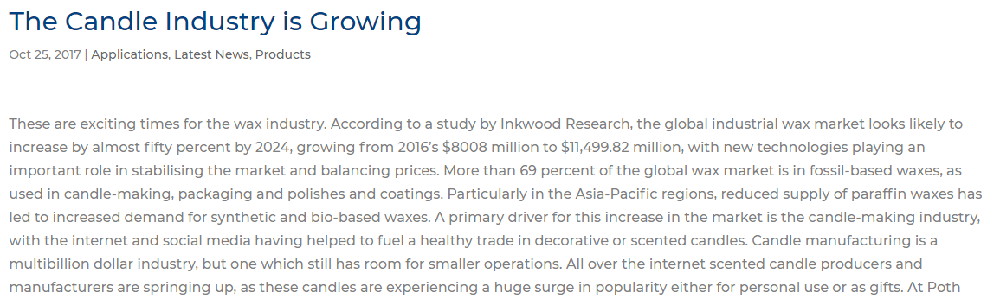 The Candle Industry is Growing
Oct 25, 2017 | Applications, Latest News, Products
These are exciting times for the wax industry. According to a study by Inkwood Research, the global industrial wax market looks likely to
increase by almost fifty percent by 2024, growing from 2016’s $8008 million to $11,499.82 million, with new technologies playing an
important role in stabilising the market and balancing prices. More than 69 percent of the global wax market is in fossil-based waxes, as
used in candle-making, packaging and polishes and coatings. Particularly in the Asia-Pacific regions, reduced supply of paraffin waxes has
led to increased demand for synthetic and bio-based waxes. A primary driver for this increase in the market is the candle-making industry,
with the internet and social media having helped to fuel a healthy trade in decorative or scented candles. Candle manufacturing is a
multibillion dollar industry, but one which still has room for smaller operations. All over the internet scented candle producers and
manufacturers are springing up, as these candles are experiencing a huge surge in popularity either for personal use or as gifts. At Poth